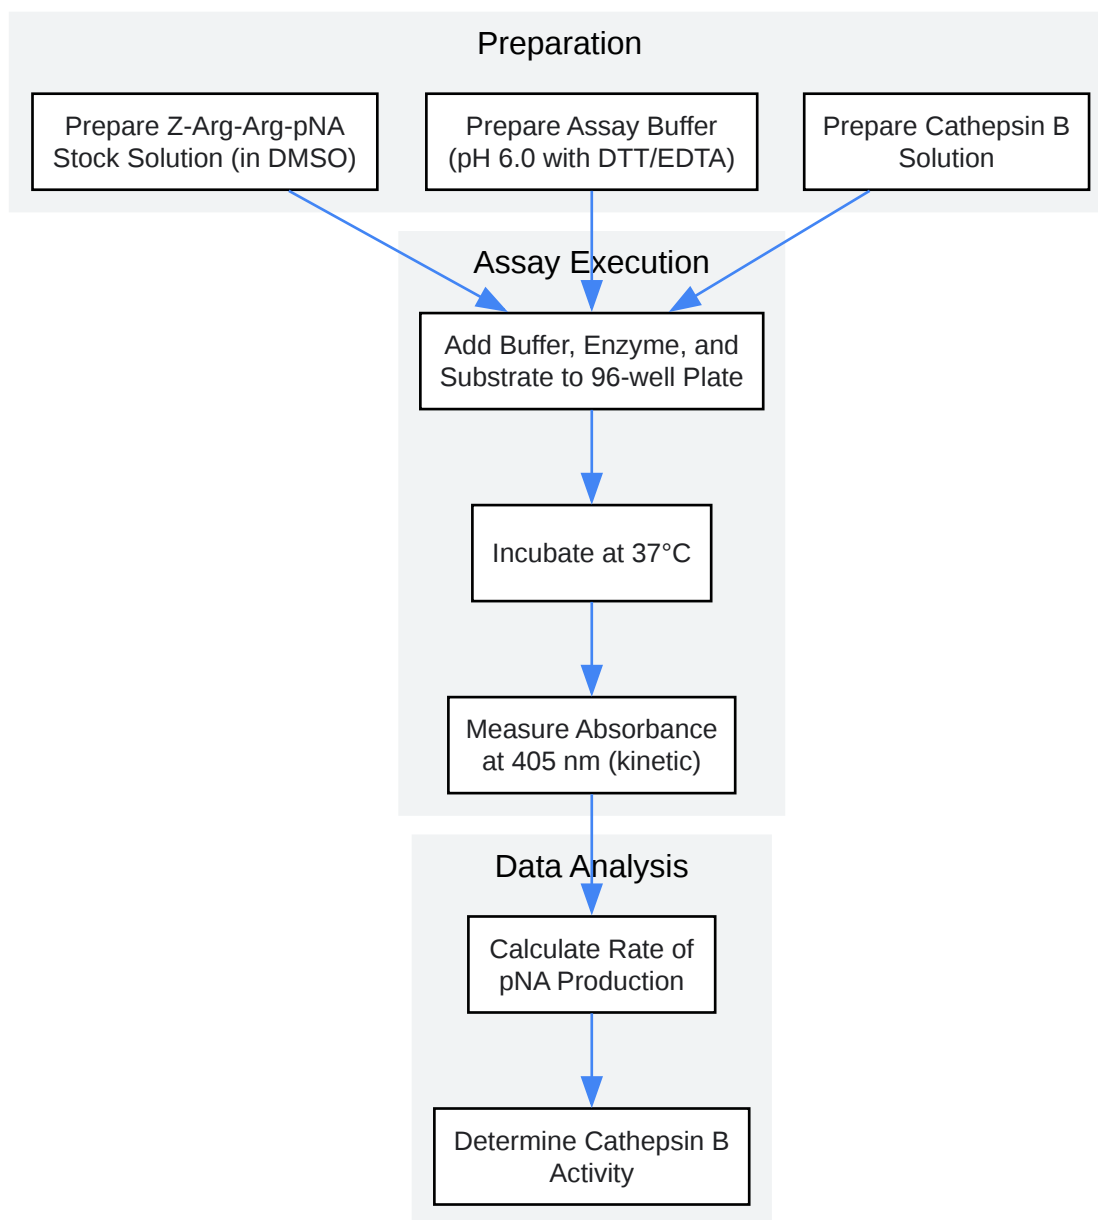 Preparation
Prepare Z-Arg-Arg-pNA
Stock Solution (in DMSO)
Prepare Assay Buffer
(pH 6.0 with DTT/EDTA)
Prepare Cathepsin B
Solution
Assay Execution
Add Buffer, Enzyme, and
Substrate to 96-well Plate
Incubate at 37°C
Measure Absorbance
at 405 nm (kinetic)
Data Analysis
Calculate Rate of
pNA Production
Determine Cathepsin B
Activity